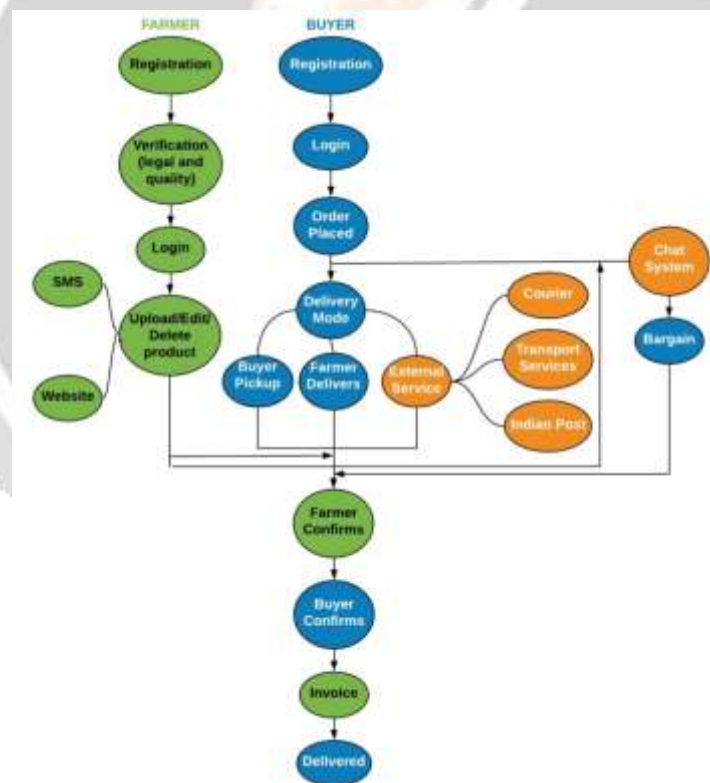 FARMER
BUYER
Registration
Registration
Verification
(legal and
quality)
Login
Order
Placed
Login
Chat
System
SMS
Upload/Edit/
Delete
product
Website
Delivery
Mode
Courier
Bargain
Buyer
Pickup
Farmer
Delivers
External
Service
Transport
Services
Indian Post
Farmer
Confirms
Buyer
Confirms
Invoice
Delivered